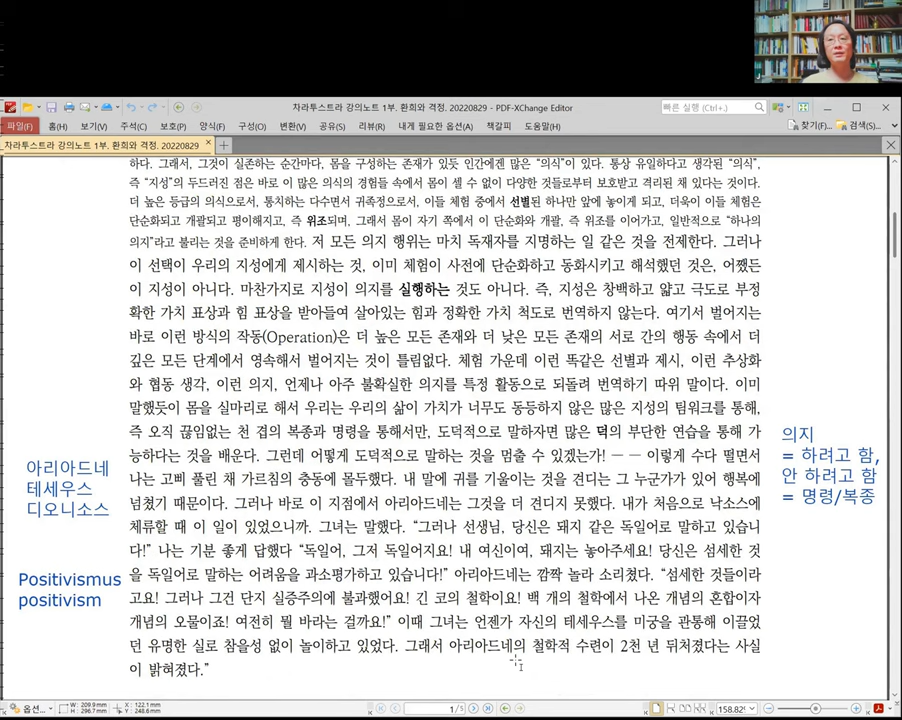 차라투스트라 강의노트 1부. 환희와 격정. 20220829 - PDF-XChange Editor
빠른 실행 (Ctrl+.)
파일(F) 홈(H) 보기(V) 주석(C) 보호(P) 양식(F) 구성(O) 변환(V) 공유(S) 리뷰(R) 내게 필요한 옵션(A) 책갈피 도움말(H) 찾기(F)... 검색(S)...
차라투스트라 강의노트 1부. 환희와 격정. 20220829
하다. 그래서, 그것이 실존하는 순간마다, 몸을 구성하는 존재가 있듯 인간에겐 많은 “의식”이 있다. 통상 유일하다고 생각된 “의식”,
즉 “지성”의 두드러진 점은 바로 이 많은 의식의 경험들 속에서 몸이 셀 수 없이 다양한 것들로부터 보호받고 격리된 채 있다는 것이다.
더 높은 등급의 의식으로서, 통치하는 다수면서 귀족정으로서, 이들 체험 중에서 선별된 하나만 앞에 놓이게 되고, 더욱이 이들 체험은
단순화되고 개괄되고 평이해지고, 즉 위조되며, 그래서 몸이 자기 쪽에서 이 단순화와 개괄, 즉 위조를 이어가고, 일반적으로 “하나의
의지”라고 불리는 것을 준비하게 한다. 저 모든 의지 행위는 마치 독재자를 지명하는 일 같은 것을 전제한다. 그러나
이 선택이 우리의 지성에게 제시하는 것, 이미 체험이 사전에 단순화하고 동화시키고 해석했던 것은, 어쨌든
이 지성이 아니다. 마찬가지로 지성이 의지를 실행하는 것도 아니다. 즉, 지성은 창백하고 얇고 극도로 부정
확한 가치 표상과 힘 표상을 받아들여 살아있는 힘과 정확한 가치 척도로 번역하지 않는다. 여기서 벌어지는
바로 이런 방식의 작동(Operation)은 더 높은 모든 존재와 더 낮은 모든 존재의 서로 간의 행동 속에서 더
깊은 모든 단계에서 영속해서 벌어지는 것이 틀림없다. 체험 가운데 이런 똑같은 선별과 제시, 이런 추상화
와 협동 생각, 이런 의지, 언제나 아주 불확실한 의지를 특정 활동으로 되돌려 번역하기 따위 말이다. 이미
말했듯이 몸을 실마리로 해서 우리는 우리의 삶이 가치가 너무도 동등하지 않은 많은 지성의 팀워크를 통해,
즉 오직 끊임없는 천 겹의 복종과 명령을 통해서만, 도덕적으로 말하자면 많은 덕의 부단한 연습을 통해 가
능하다는 것을 배운다. 그런데 어떻게 도덕적으로 말하는 것을 멈출 수 있겠는가! ── 이렇게 수다 떨면서
나는 고삐 풀린 채 가르침의 충동에 몰두했다. 내 말에 귀를 기울이는 것을 견디는 그 누군가가 있어 행복에
넘쳤기 때문이다. 그러나 바로 이 지점에서 아리아드네는 그것을 더 견디지 못했다. 내가 처음으로 낙소스에
체류할 때 이 일이 있었으니까. 그녀는 말했다. “그러나 선생님, 당신은 돼지 같은 독일어로 말하고 있습니
다!” 나는 기분 좋게 답했다 “독일어, 그저 독일어지요! 내 여신이여, 돼지는 놓아주세요! 당신은 섬세한 것
을 독일어로 말하는 어려움을 과소평가하고 있습니다!” 아리아드네는 깜짝 놀라 소리쳤다. “섬세한 것들이라
고요! 그러나 그건 단지 실증주의에 불과했어요! 긴 코의 철학이요! 백 개의 철학에서 나온 개념의 혼합이자
개념의 오물이죠! 여전히 뭘 바라는 걸까요!” 이때 그녀는 언젠가 자신의 테세우스를 미궁을 관통해 이끌었
던 유명한 실로 참을성 없이 놀이하고 있었다. 그래서 아리아드네의 철학적 수련이 2천 년 뒤처졌다는 사실
이 밝혀졌다.”
아리아드네
테세우스
디오니소스
Positivismus
positivism
의지
= 하려고 함,
안 하려고 함
= 명령/복종
옵션... W: 209.9mm H: 296.7mm X: 122.1mm Y: 248.6mm 1/5 158.82%